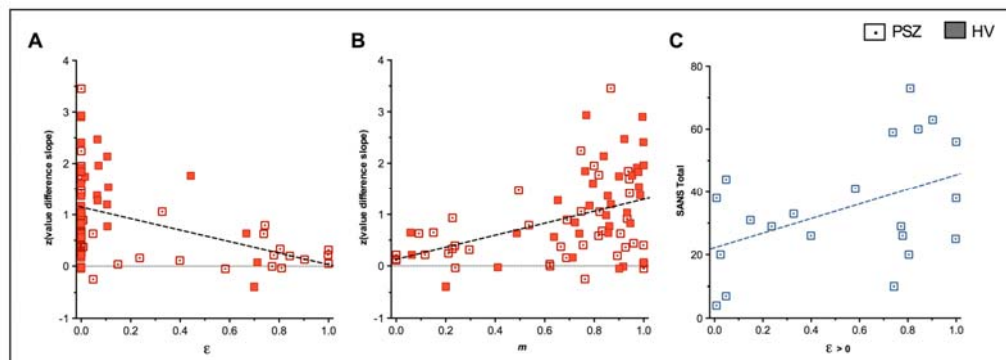 PSZ HV
A B C
4 4 80
3 3 60
2 2
1 1 40
0 0 20
-1 -1 0
z(value difference slope)
z(value difference slope)
SANS Total
0.0 0.2 0.4 0.6 0.8 1.0
0.0 0.2 0.4 0.6 0.8 1.0
0.0 0.2 0.4 0.6 0.8 1.0
ε m ε > 0